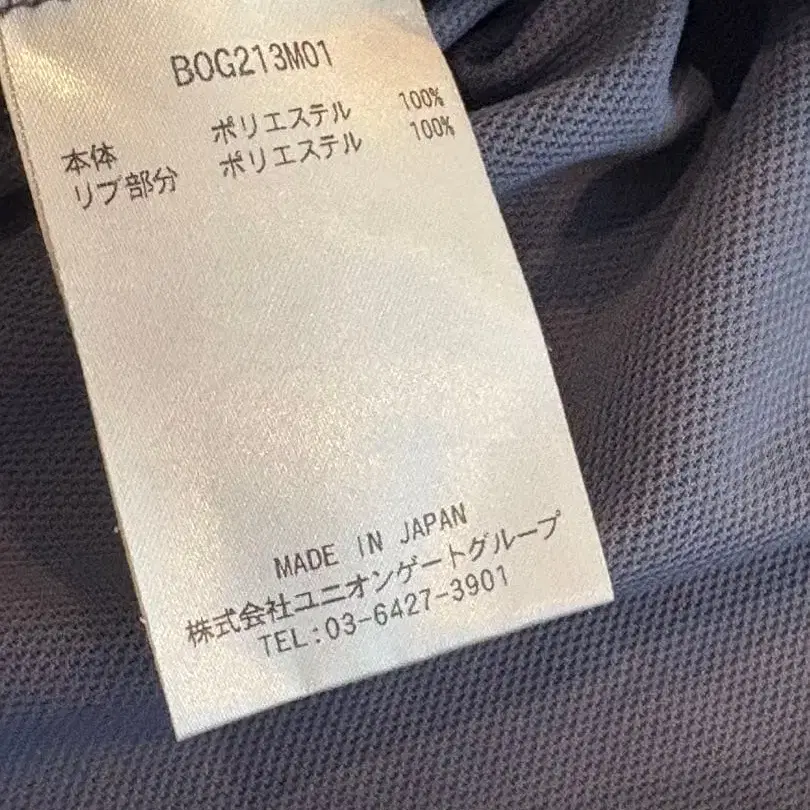 BOG213M01
本体 ポリエステル 100%
リブ部分 ポリエステル 100%
MADE IN JAPAN
株式会社ユニオンゲートグループ
TEL:03-6427-3901